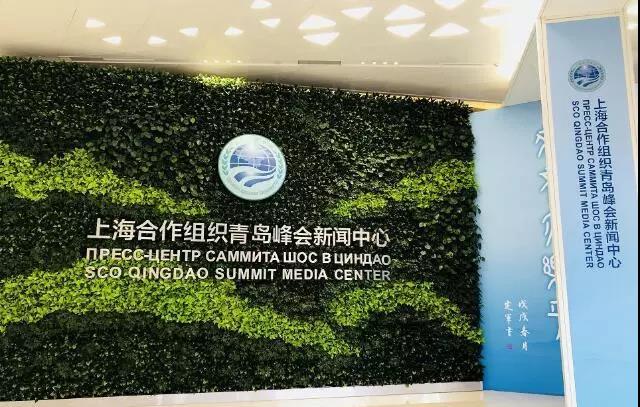 上海合作组织青岛峰会新闻中心
ПРЕСС-ЦЕНТР САММИТА ШОС В ЦИНДАО
SCO QINGDAO SUMMIT MEDIA CENTER
上海合作组织青岛峰会新闻中心
ПРЕСС-ЦЕНТР САММИТА ШОС В ЦИНДАО
SCO QINGDAO SUMMIT MEDIA CENTER
戊戌春月